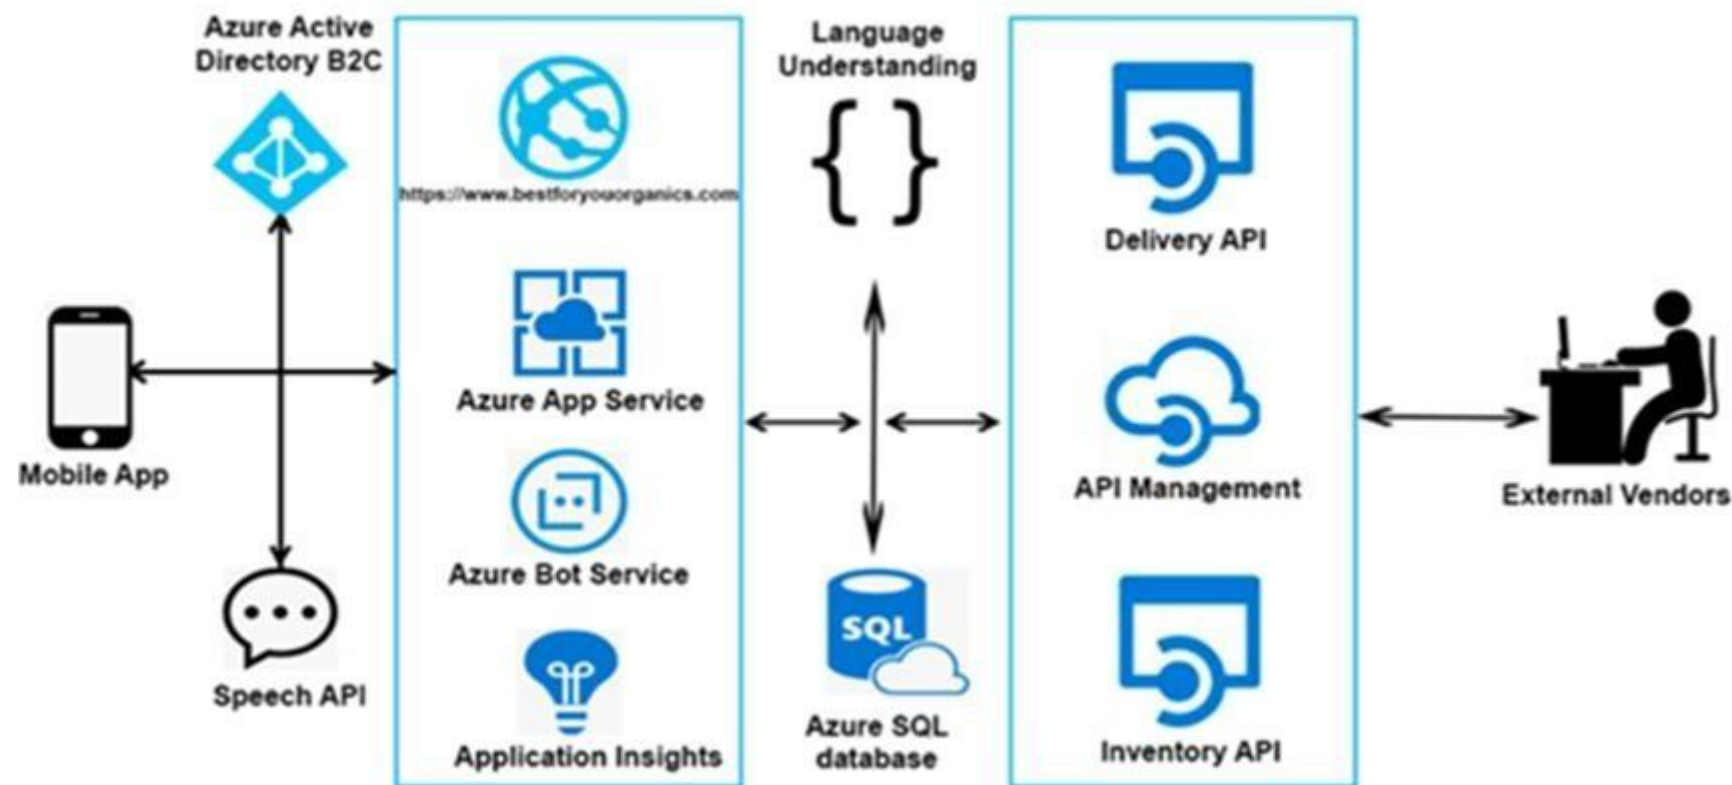 Azure Active
Directory B2C
Mobile App
Speech API
https://www.bestforyouorganics.com
Azure App Service
Azure Bot Service
Application Insights
Language
Understanding
{ }
SQL
Azure SQL
database
Delivery API
API Management
Inventory API
External Vendors